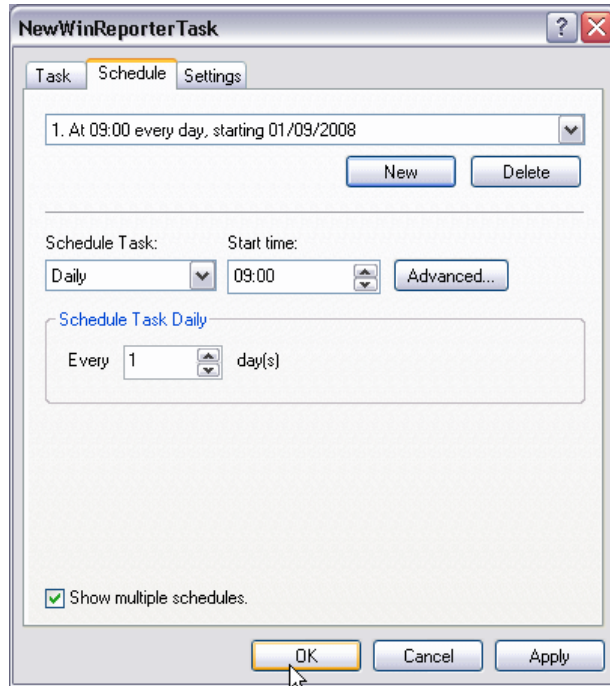 NewWinReporterTask
Task Schedule Settings
1. At 09:00 every day, starting 01/09/2008
New Delete
Schedule Task: Start time:
Daily 09:00 Advanced...
Schedule Task Daily
Every 1 day(s)
Show multiple schedules.
OK Cancel Apply